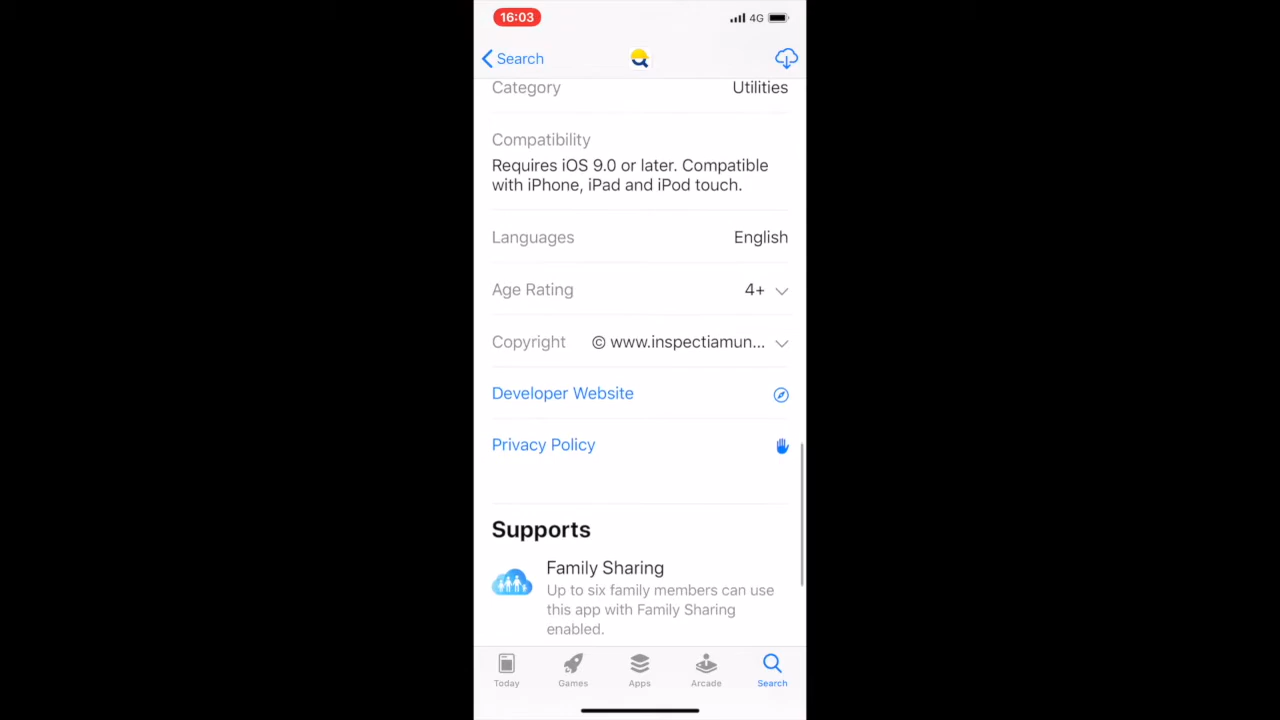 16:03
4G
Search
Category
Utilities
Compatibility
Requires iOS 9.0 or later. Compatible
with iPhone, iPad and iPod touch.
Languages
English
Age Rating
4+
Copyright
© www.inspectiamun...
Developer Website
Privacy Policy
Supports
Family Sharing
Up to six family members can use
this app with Family Sharing
enabled.
Today
Games
Apps
Arcade
Search